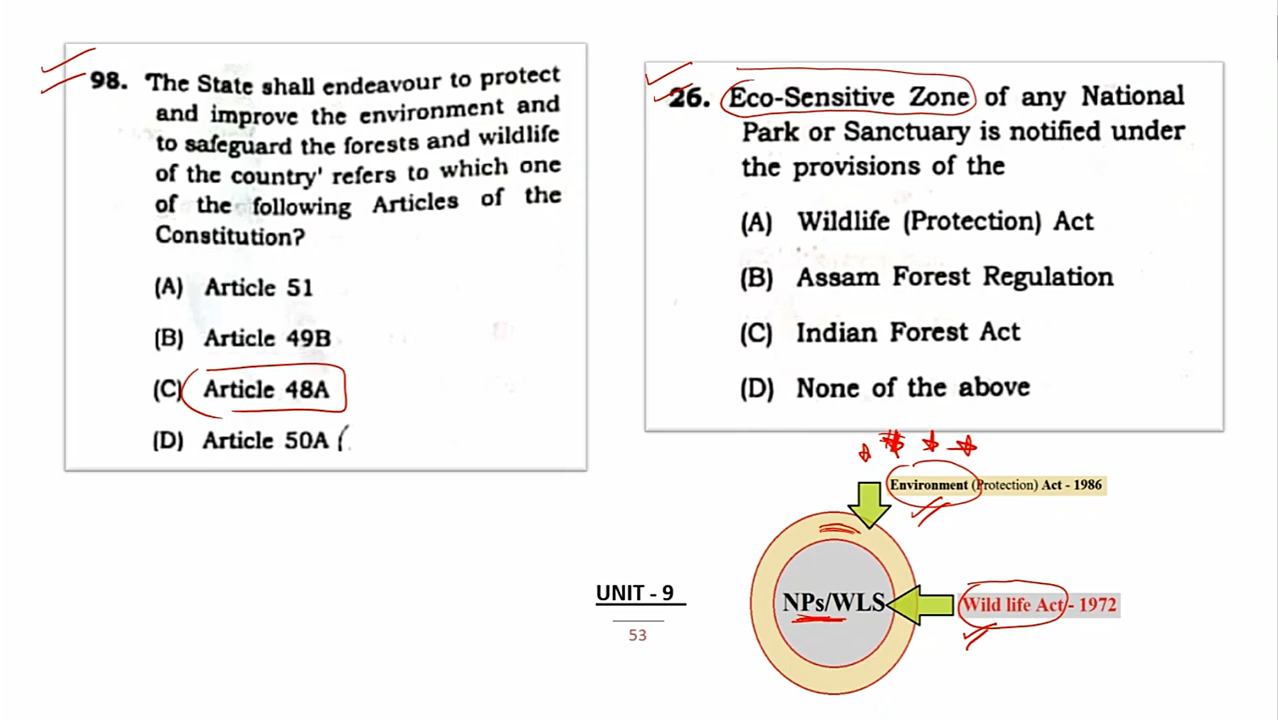 98. 'The State shall endeavour to protect
and improve the environment and
to safeguard the forests and wildlife
of the country' refers to which one
of the following Articles of the
Constitution?
(A) Article 51
(B) Article 49B
(C) Article 48A
(D) Article 50A (
26. Eco-Sensitive Zone of any National
Park or Sanctuary is notified under
the provisions of the
(A) Wildlife (Protection) Act
(B) Assam Forest Regulation
(C) Indian Forest Act
(D) None of the above
Environment (Protection) Act - 1986
NPs/WLS
Wild life Act - 1972
UNIT - 9
53